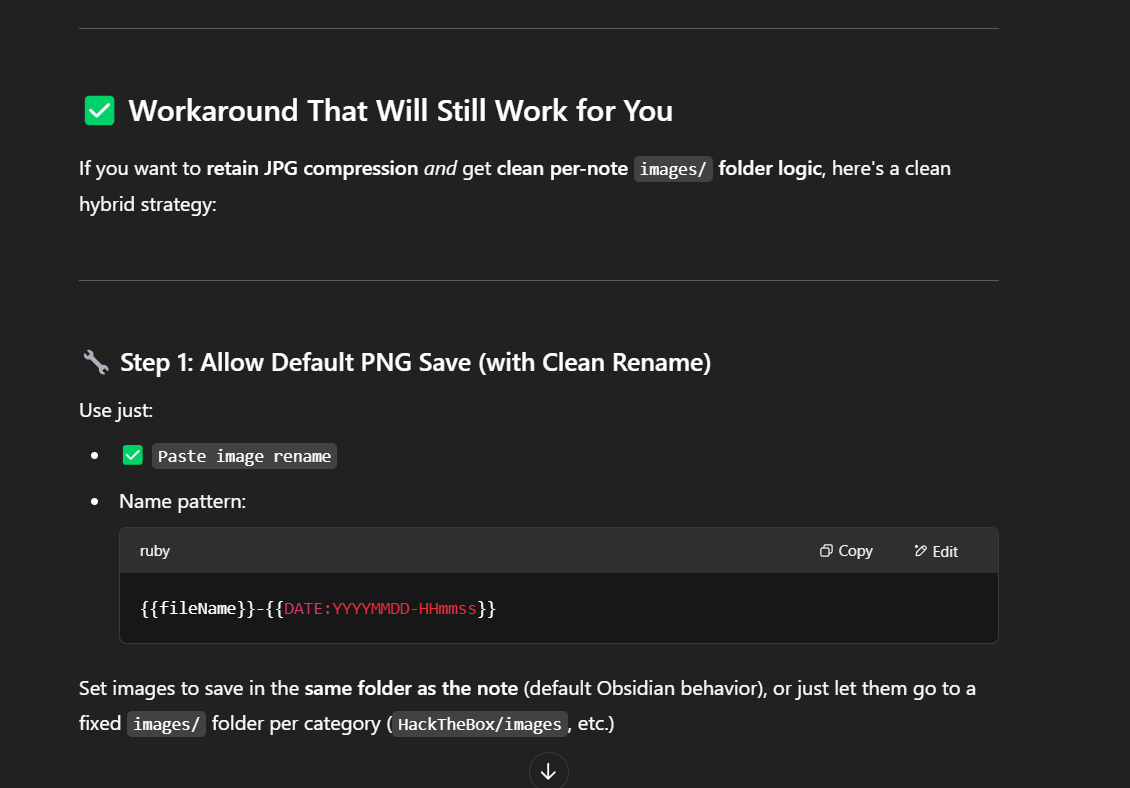 Workaround That Will Still Work for You
If you want to retain JPG compression and get clean per-note images/ folder logic, here's a clean
hybrid strategy:
Step 1: Allow Default PNG Save (with Clean Rename)
Use just:
Paste image rename
Name pattern:
ruby Copy Edit
{{fileName}}-{{DATE:YYYYMMDD-HHmmss}}
Set images to save in the same folder as the note (default Obsidian behavior), or just let them go to a
fixed images/ folder per category (HackTheBox/images, etc.)